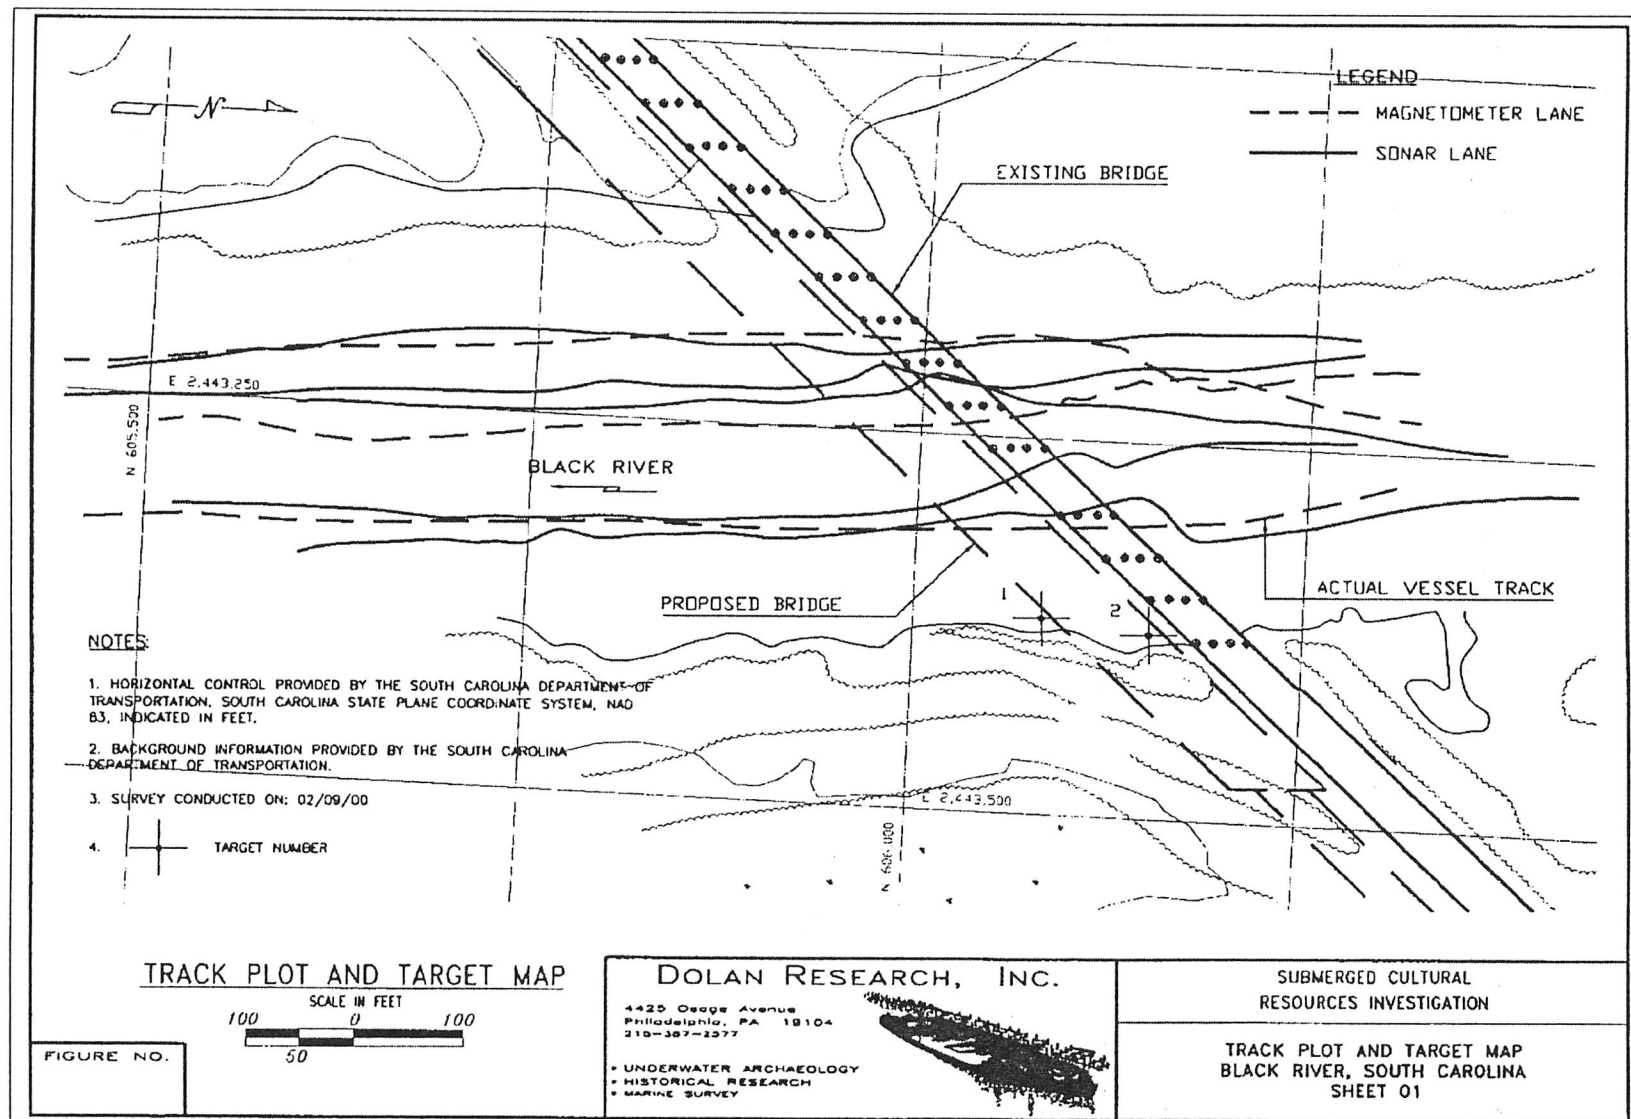 LEGEND
MAGNETOMETER LANE
SONAR LANE
N
EXISTING BRIDGE
E 2,443,250
N 605,500
BLACK RIVER
PROPOSED BRIDGE
1
2
ACTUAL VESSEL TRACK
NOTES:
1. HORIZONTAL CONTROL PROVIDED BY THE SOUTH CAROLINA DEPARTMENT OF
TRANSPORTATION, SOUTH CAROLINA STATE PLANE COORDINATE SYSTEM, NAD
83, INDICATED IN FEET.
2. BACKGROUND INFORMATION PROVIDED BY THE SOUTH CAROLINA
DEPARTMENT OF TRANSPORTATION.
3. SURVEY CONDUCTED ON: 02/09/00
4. TARGET NUMBER
E 2,443,500
N 606,000
TRACK PLOT AND TARGET MAP
SCALE IN FEET
100 0 100
50
FIGURE NO.
DOLAN RESEARCH, INC.
4425 Osage Avenue
Philadelphia, PA 19104
215-387-2577
• UNDERWATER ARCHAEOLOGY
• HISTORICAL RESEARCH
• MARINE SURVEY
SUBMERGED CULTURAL
RESOURCES INVESTIGATION
TRACK PLOT AND TARGET MAP
BLACK RIVER, SOUTH CAROLINA
SHEET 01